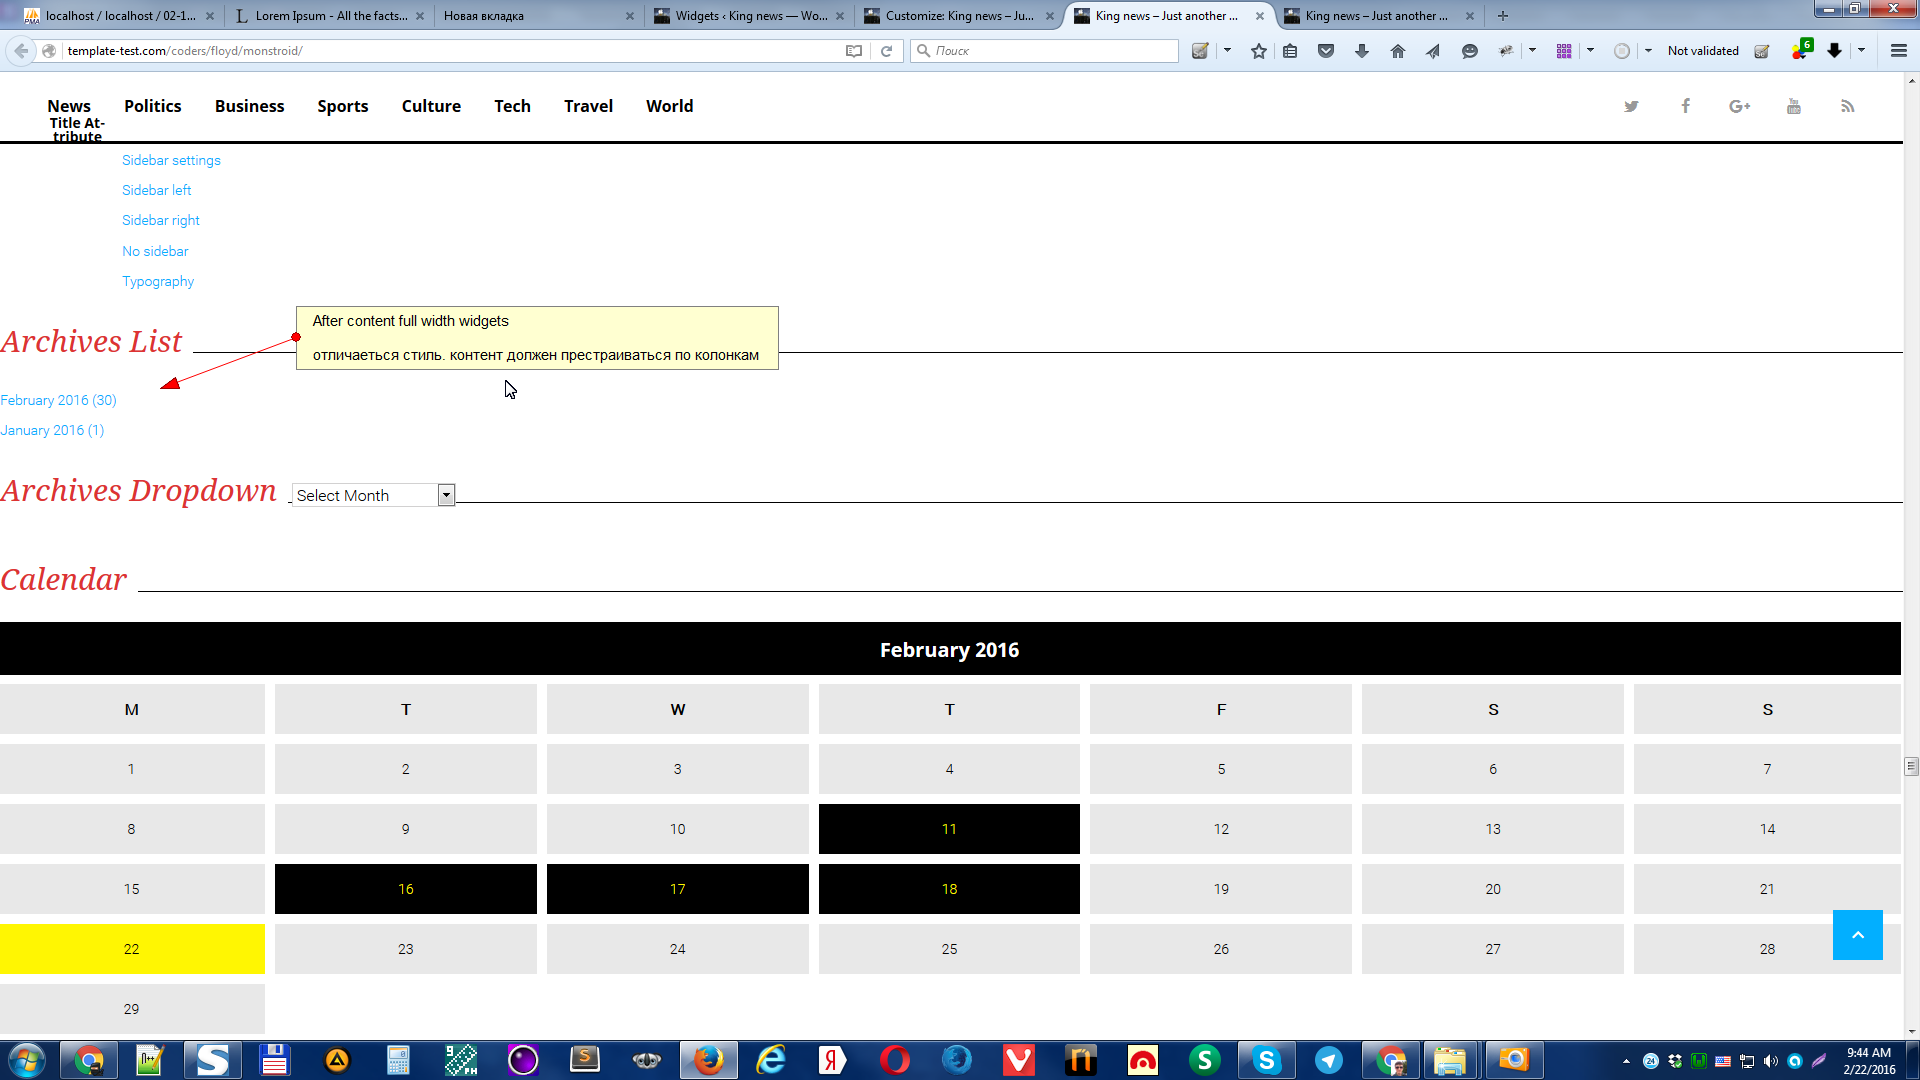 localhost / localhost / 02-1...
Lorem Ipsum - All the facts...
Новая вкладка
Widgets ‹ King news — Wo...
Customize: King news – Ju...
King news – Just another ...
King news – Just another ...
template-test.com/coders/floyd/monstroid/
Поиск
Not validated
6
News
Politics
Business
Sports
Culture
Tech
Travel
World
Title At-
tribute
Sidebar settings
Sidebar left
Sidebar right
No sidebar
Typography
After content full width widgets
отличаеться стиль. контент должен престраиваться по колонкам
Archives List
February 2016 (30)
January 2016 (1)
Archives Dropdown
Select Month
Calendar
February 2016
M T W T F S S
1 2 3 4 5 6 7
8 9 10 11 12 13 14
15 16 17 18 19 20 21
22 23 24 25 26 27 28
29
9:44 AM
2/22/2016